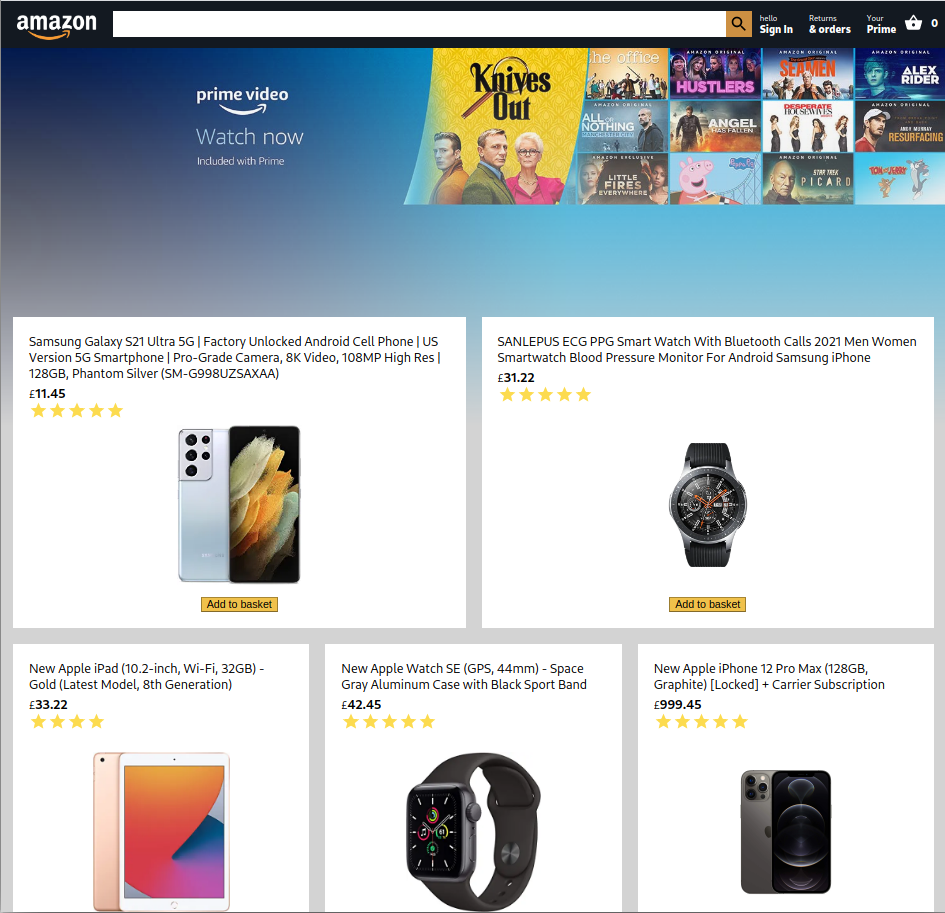 amazon
hello
Sign In
Returns
& orders
Your
Prime
0
prime video
Watch now
Included with Prime
Knives
Out
he office
AMAZON ORIGINAL
HUSTLERS
AMAZON ORIGINAL
SEAMEN
AMAZON ORIGINAL
ALEX
RIDER
AMAZON ORIGINAL
ALL OR
NOTHING
MANCHESTER CITY
ANGEL
HAS FALLEN
DESPERATE
HOUSEWIVES
AMAZON ORIGINAL
ANDY MURRAY
RESURFACING
AMAZON EXCLUSIVE
LITTLE
FIRES
EVERYWHERE
Peppa Pig
AMAZON ORIGINAL
STAR TREK
PICARD
TOM and JERRY
Samsung Galaxy S21 Ultra 5G | Factory Unlocked Android Cell Phone | US
Version 5G Smartphone | Pro-Grade Camera, 8K Video, 108MP High Res |
128GB, Phantom Silver (SM-G998UZSAXAA)
£11.45
SAMSUNG
Add to basket
SANLEPUS ECG PPG Smart Watch With Bluetooth Calls 2021 Men Women
Smartwatch Blood Pressure Monitor For Android Samsung iPhone
£31.22
Add to basket
New Apple iPad (10.2-inch, Wi-Fi, 32GB) -
Gold (Latest Model, 8th Generation)
£33.22
New Apple Watch SE (GPS, 44mm) - Space
Gray Aluminum Case with Black Sport Band
£42.45
New Apple iPhone 12 Pro Max (128GB,
Graphite) [Locked] + Carrier Subscription
£999.45